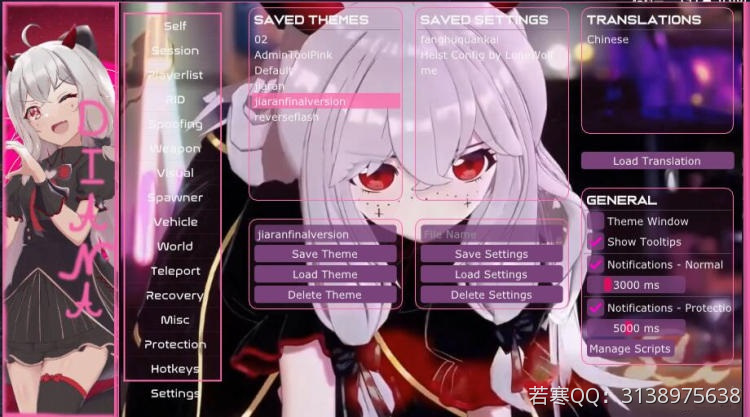 DIANA
Self
Session
Playerlist
RID
Spoofing
Weapon
Visual
Spawner
Vehicle
World
Teleport
Recovery
Misc
Protection
Hotkeys
Settings
SAVED THEMES
02
AdminToolPink
Default
jiaran
jiaranfinalversion
reverseflash
jiaranfinalversion
Save Theme
Load Theme
Delete Theme
SAVED SETTINGS
fanghuquankai
Heist Config by LoneWolf
me
File Name
Save Settings
Load Settings
Delete Settings
TRANSLATIONS
Chinese
Load Translation
GENERAL
Theme Window
Show Tooltips
Notifications - Normal
3000 ms
Notifications - Protectio
5000 ms
Manage Scripts
若寒QQ：3138975638